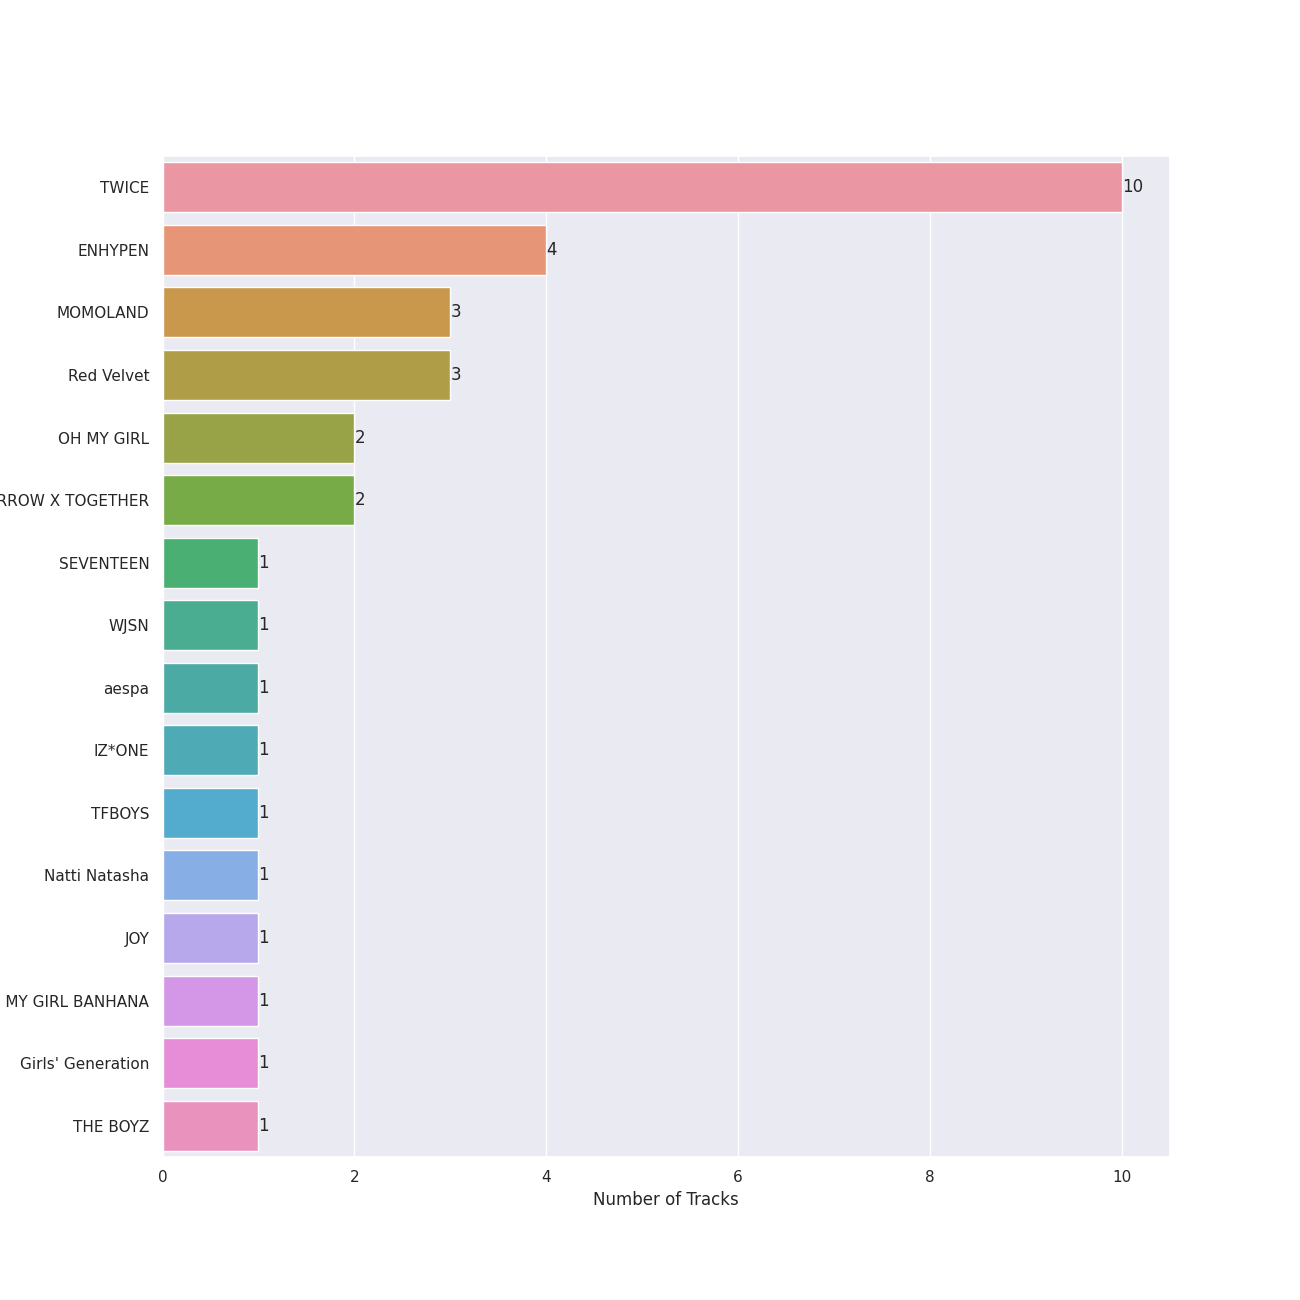 TWICE 10
ENHYPEN 4
MOMOLAND 3
Red Velvet 3
OH MY GIRL 2
RROW X TOGETHER 2
SEVENTEEN 1
WJSN 1
aespa 1
IZ*ONE 1
TFBOYS 1
Natti Natasha 1
JOY 1
MY GIRL BANHANA 1
Girls' Generation 1
THE BOYZ 1
0 2 4 6 8 10
Number of Tracks